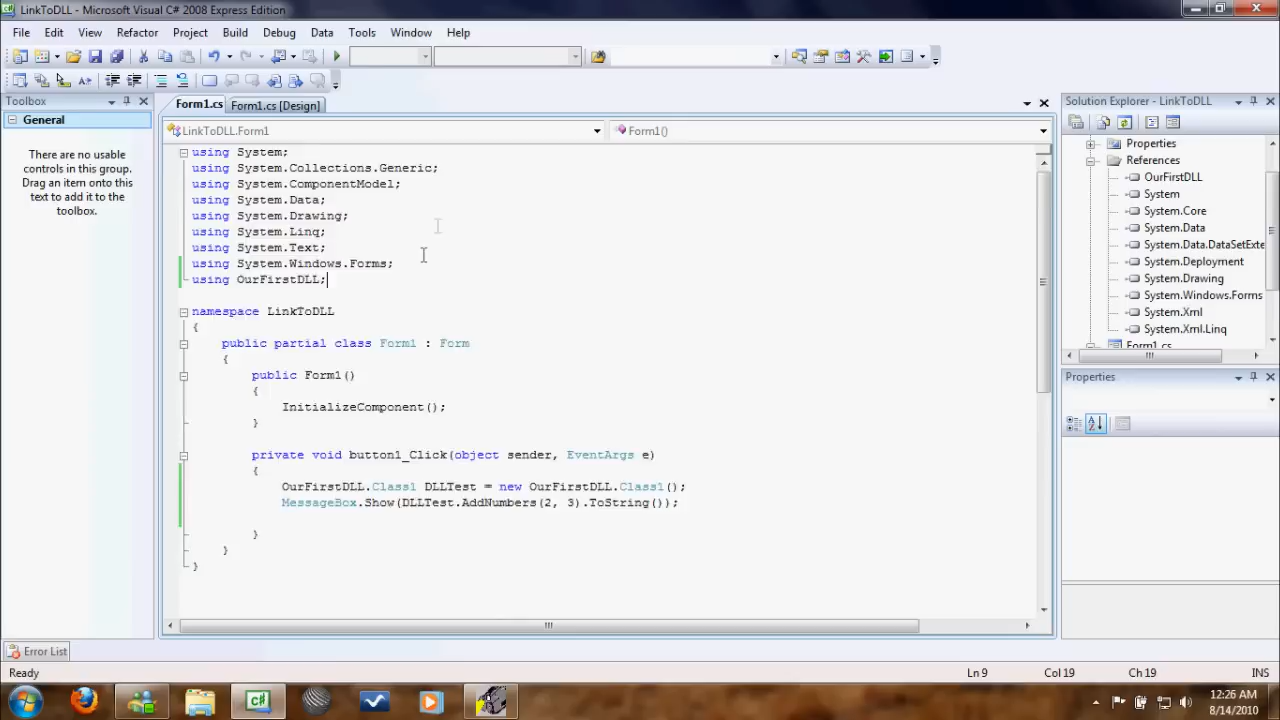 LinkToDLL - Microsoft Visual C# 2008 Express Edition
File Edit View Refactor Project Build Debug Data Tools Window Help
Toolbox
General
There are no usable
controls in this group.
Drag an item onto this
text to add it to the
toolbox.
Form1.cs Form1.cs [Design]
LinkToDLL.Form1 Form1()
using System;
using System.Collections.Generic;
using System.ComponentModel;
using System.Data;
using System.Drawing;
using System.Linq;
using System.Text;
using System.Windows.Forms;
using OurFirstDLL;
namespace LinkToDLL
{
public partial class Form1 : Form
{
public Form1()
{
InitializeComponent();
}
private void button1_Click(object sender, EventArgs e)
{
OurFirstDLL.Class1 DLLTest = new OurFirstDLL.Class1();
MessageBox.Show(DLLTest.AddNumbers(2, 3).ToString());
}
}
}
Solution Explorer - LinkToDLL
Properties
References
OurFirstDLL
System
System.Core
System.Data
System.Data.DataSetExte
System.Deployment
System.Drawing
System.Windows.Forms
System.Xml
System.Xml.Linq
Form1.cs
Properties
Error List
Ready Ln 9 Col 19 Ch 19 INS
12:26 AM
8/14/2010